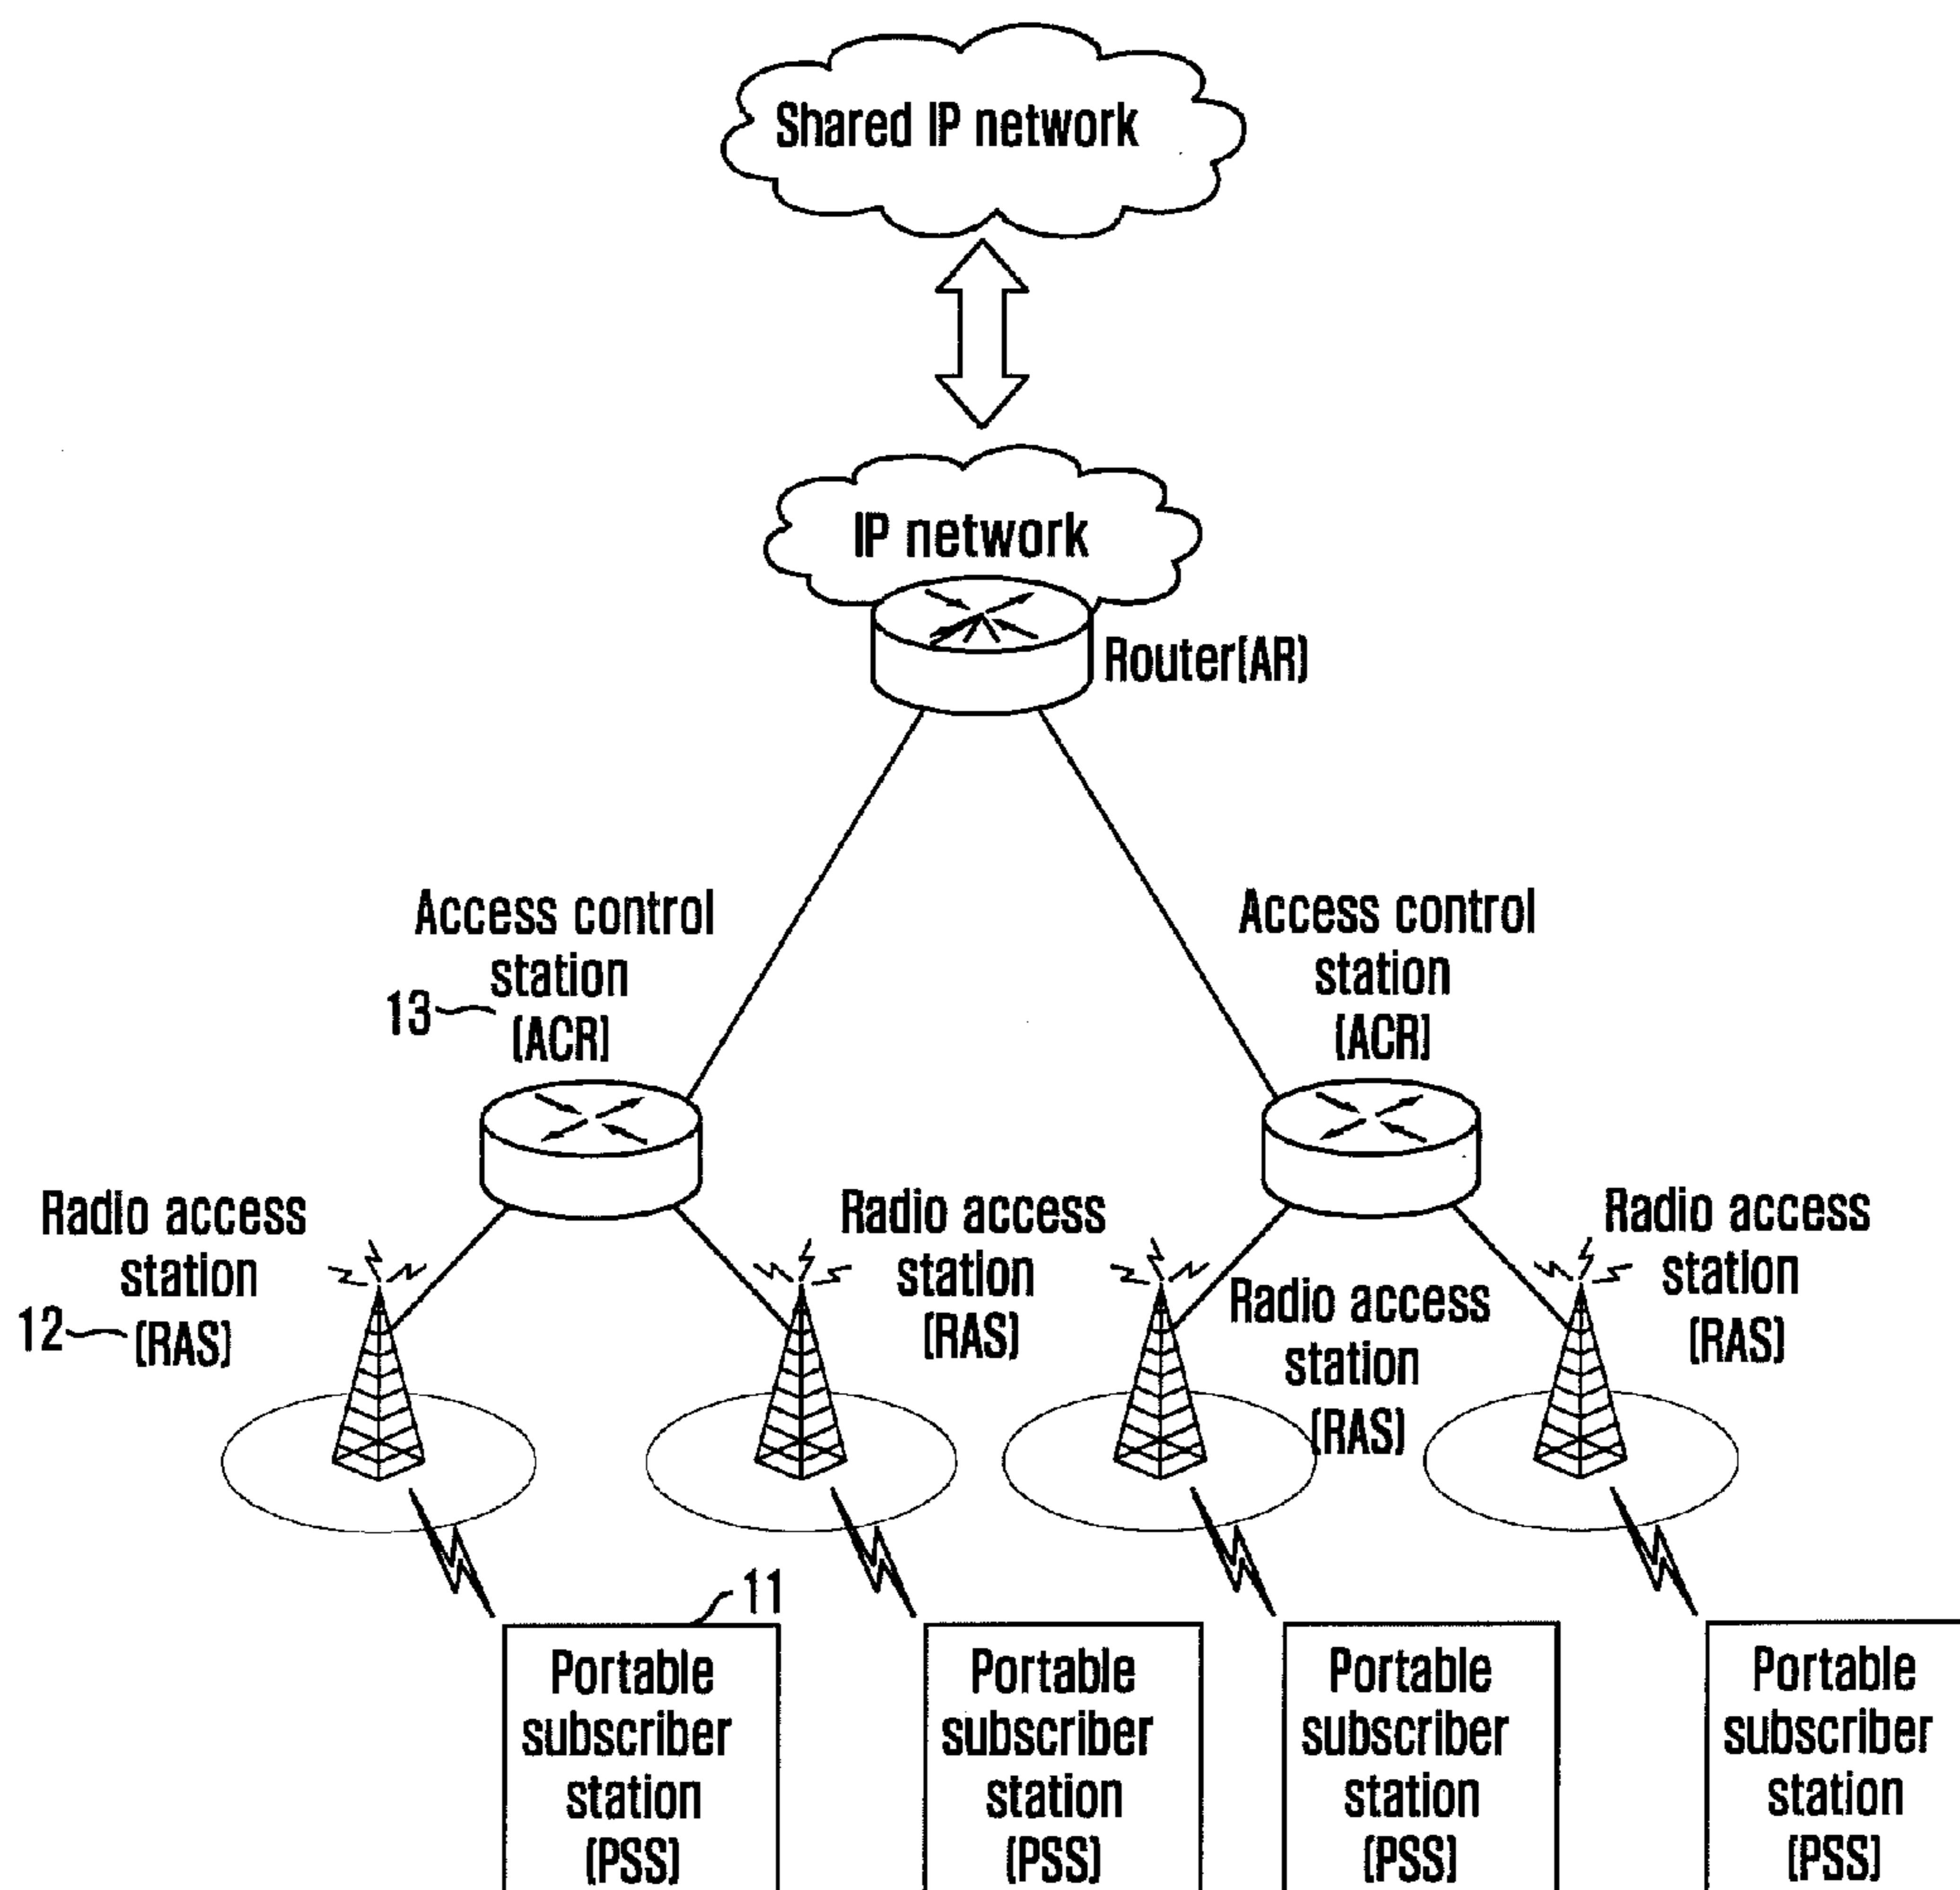 Shared IP network
IP network
Router(AR)
Access control
station
13
(ACR)
Access control
station
(ACR)
Radio access
station
12
(RAS)
Radio access
station
(RAS)
Radio access
station
(RAS)
Radio access
station
(RAS)
11
Portable
subscriber
station
(PSS)
Portable
subscriber
station
(PSS)
Portable
subscriber
station
(PSS)
Portable
subscriber
station
(PSS)